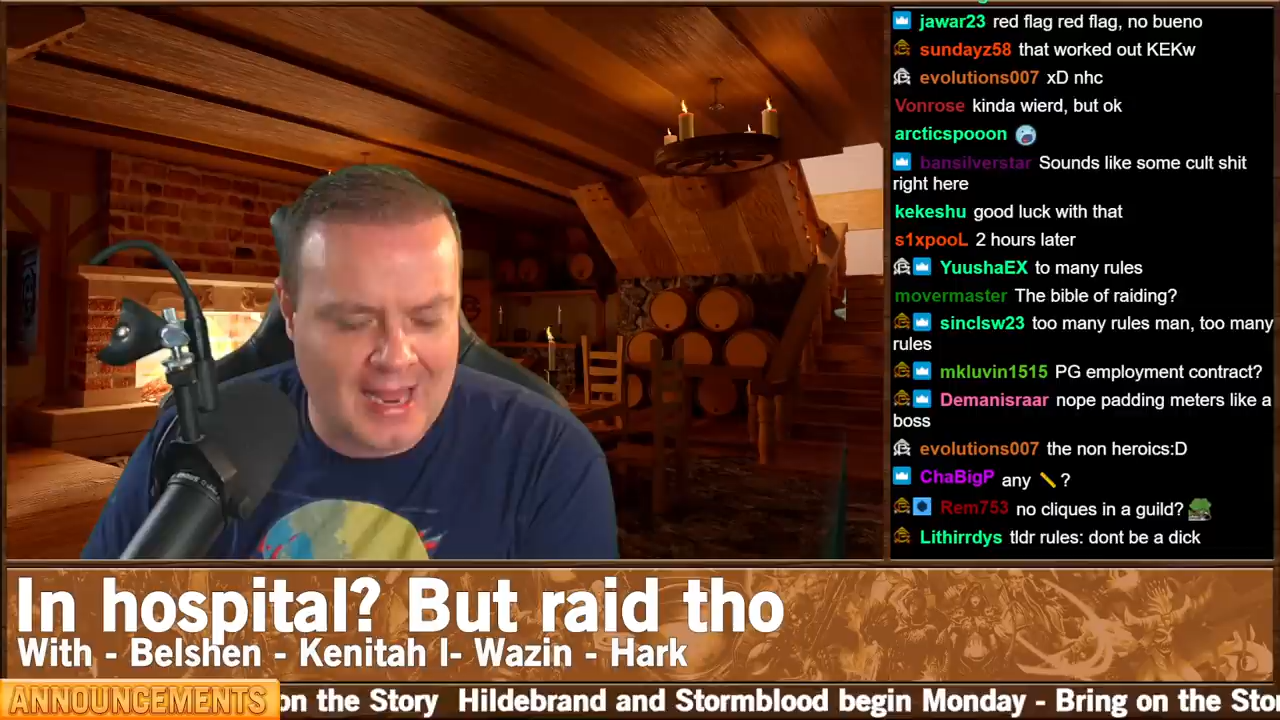 jawar23 red flag red flag, no bueno
sundayz58 that worked out KEKw
evolutions007 xD nhc
Vonrose kinda wierd, but ok
arcticspooon
bansilverstar Sounds like some cult shit
right here
kekeshu good luck with that
s1xpooL 2 hours later
YuushaEX to many rules
movermaster The bible of raiding?
sinclsw23 too many rules man, too many
rules
mkluvin1515 PG employment contract?
Demanisraar nope padding meters like a
boss
evolutions007 the non heroics:D
ChaBigP any ?
Rem753 no cliques in a guild?
Lithirrdys tldr rules: dont be a dick
In hospital? But raid tho
With - Belshen - Kenitah I- Wazin - Hark
ANNOUNCEMENTS on the Story Hildebrand and Stormblood begin Monday - Bring on the Sto